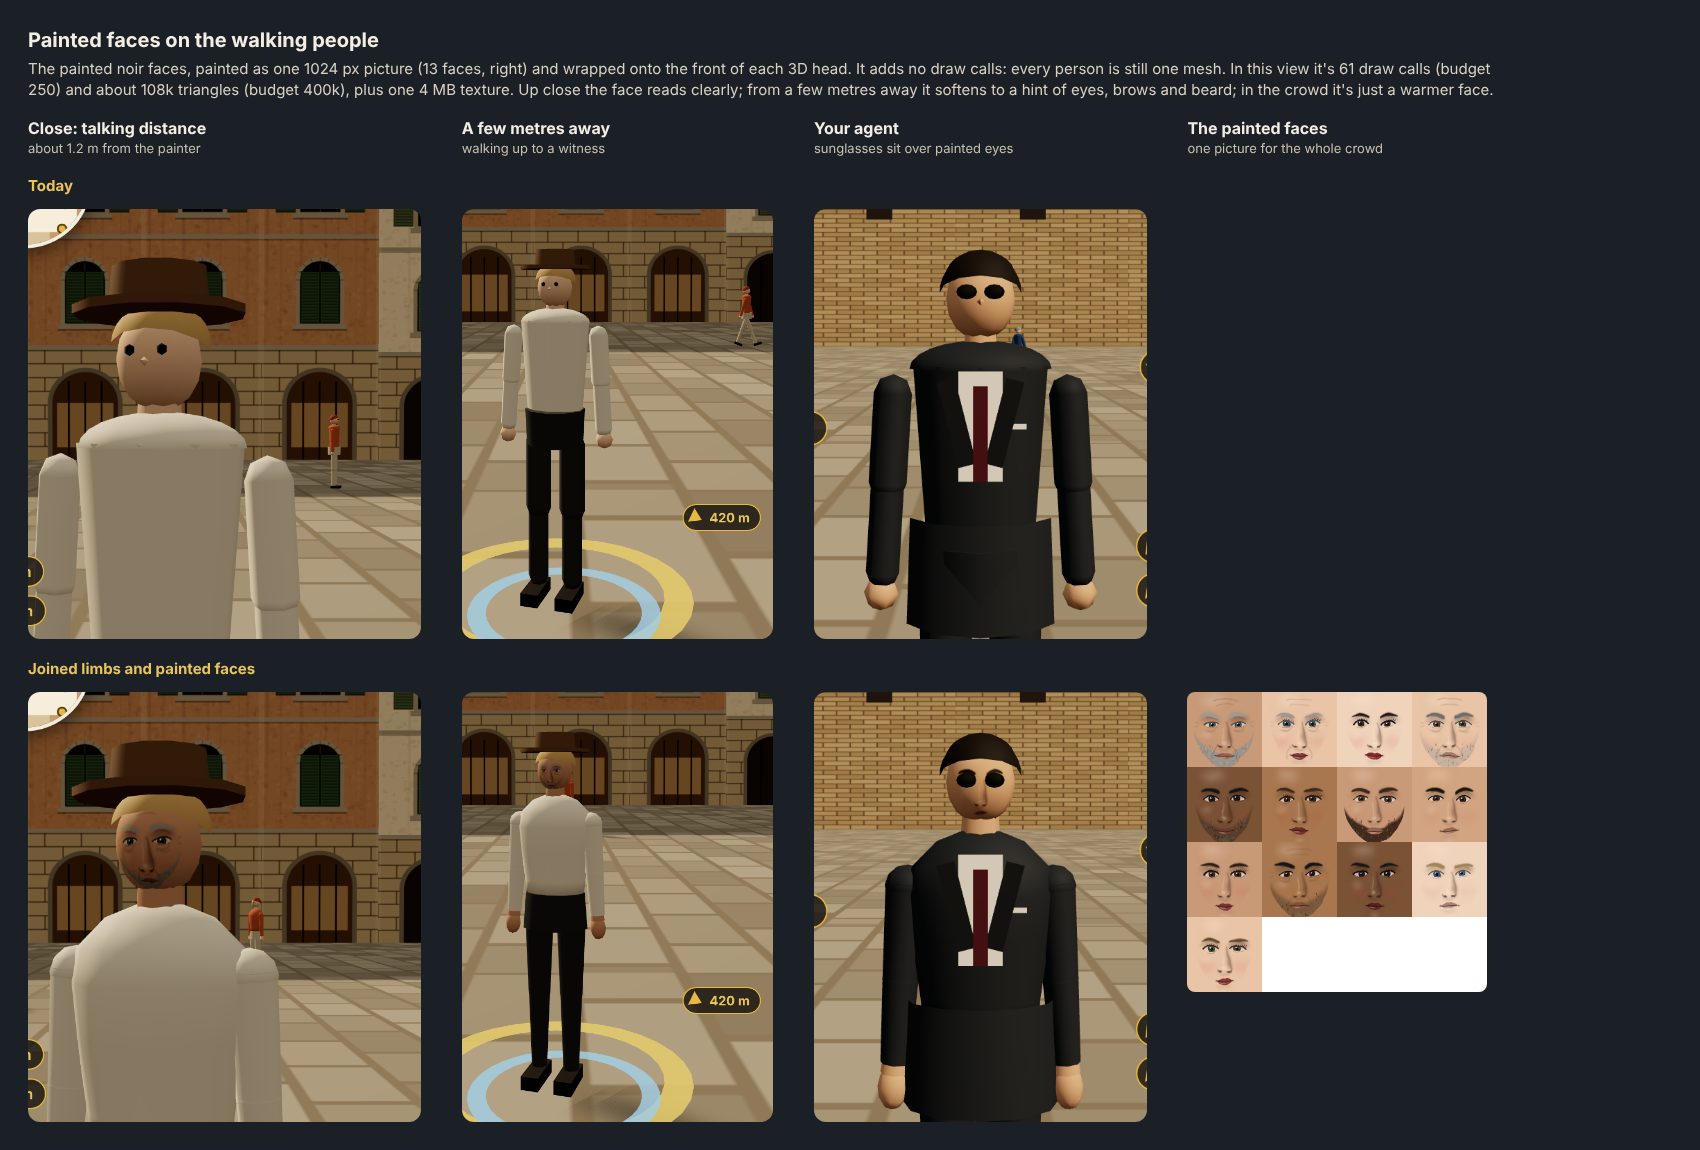 Painted faces on the walking people
The painted noir faces, painted as one 1024 px picture (13 faces, right) and wrapped onto the front of each 3D head. It adds no draw calls: every person is still one mesh. In this view it's 61 draw calls (budget
250) and about 108k triangles (budget 400k), plus one 4 MB texture. Up close the face reads clearly; from a few metres away it softens to a hint of eyes, brows and beard; in the crowd it's just a warmer face.
Close: talking distance
about 1.2 m from the painter
A few metres away
walking up to a witness
Your agent
sunglasses sit over painted eyes
The painted faces
one picture for the whole crowd
Today
420 m
Joined limbs and painted faces
420 m